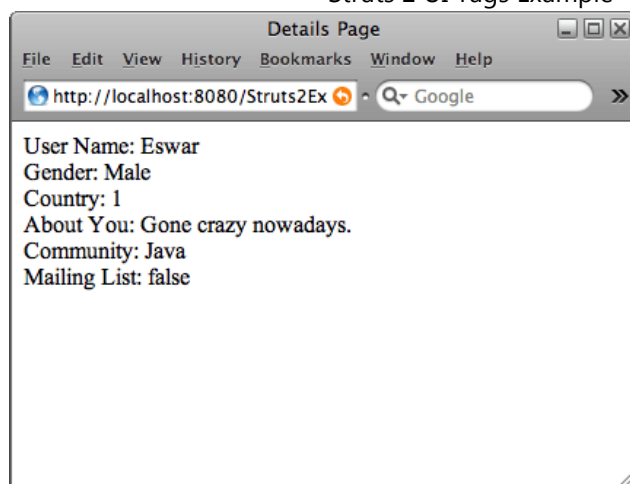 Struts 2 UI Tags Example
Details Page
File Edit View History Bookmarks Window Help
http://localhost:8080/Struts2Ex Google
User Name: Eswar
Gender: Male
Country: 1
About You: Gone crazy nowadays.
Community: Java
Mailing List: false